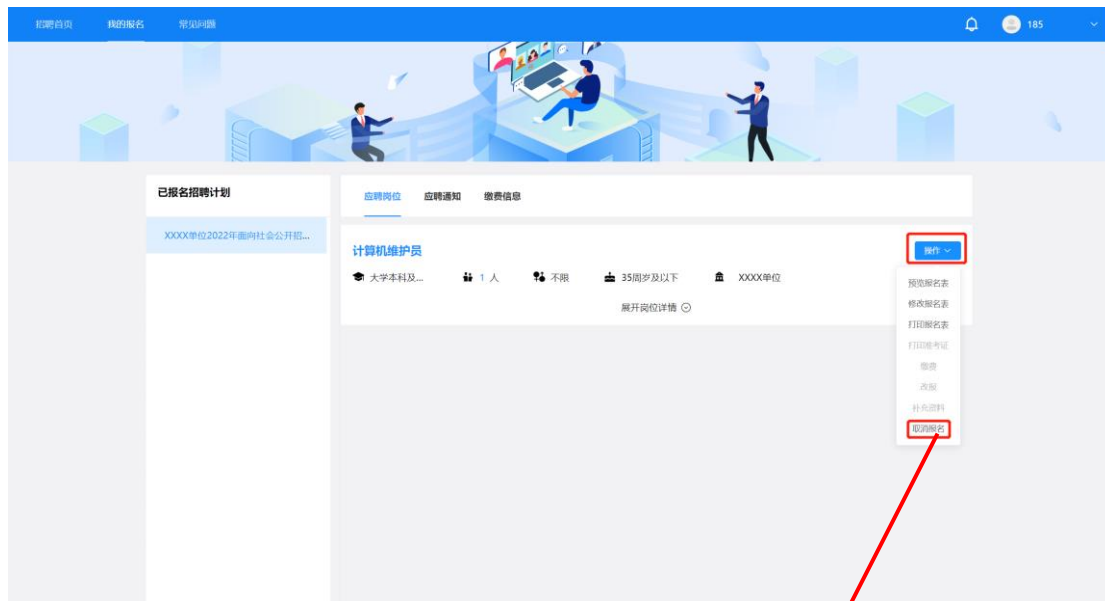 招聘首页 我的报名 常见问题 185
已报名招聘计划
应聘岗位 应聘通知 缴费信息
XXXX单位2022年面向社会公开招...
计算机维护员
操作
大学本科及... 1 人 不限 35周岁及以下 XXXX单位
展开岗位详情
预览报名表
修改报名表
打印报名表
打印准考证
缴费
改报
补充资料
取消报名